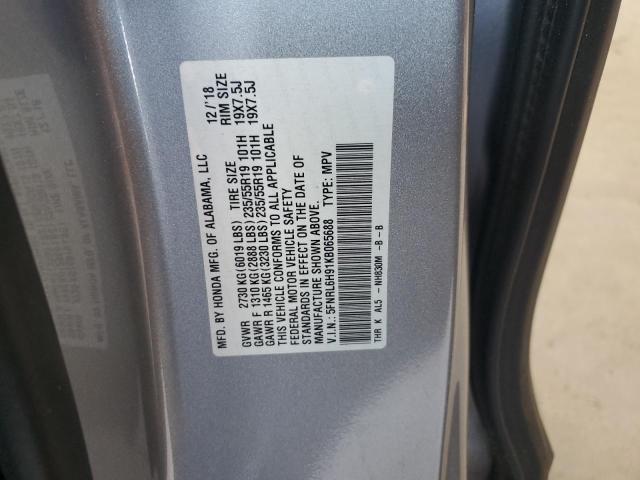 MFD. BY HONDA MFG. OF ALABAMA, LLC 12/'18
TIRE SIZE RIM SIZE
GVWR 2730 KG(6019 LBS)
GAWR F 1310 KG(2888 LBS) 235/55R19 101H 19X7.5J
GAWR R 1465 KG(3230 LBS) 235/55R19 101H 19X7.5J
THIS VEHICLE CONFORMS TO ALL APPLICABLE
FEDERAL MOTOR VEHICLE SAFETY
STANDARDS IN EFFECT ON THE DATE OF
MANUFACTURE SHOWN ABOVE.
V.I.N.: 5FNRL6H91KB065688 TYPE: MPV
THR K AL5 - NH830M -B -B